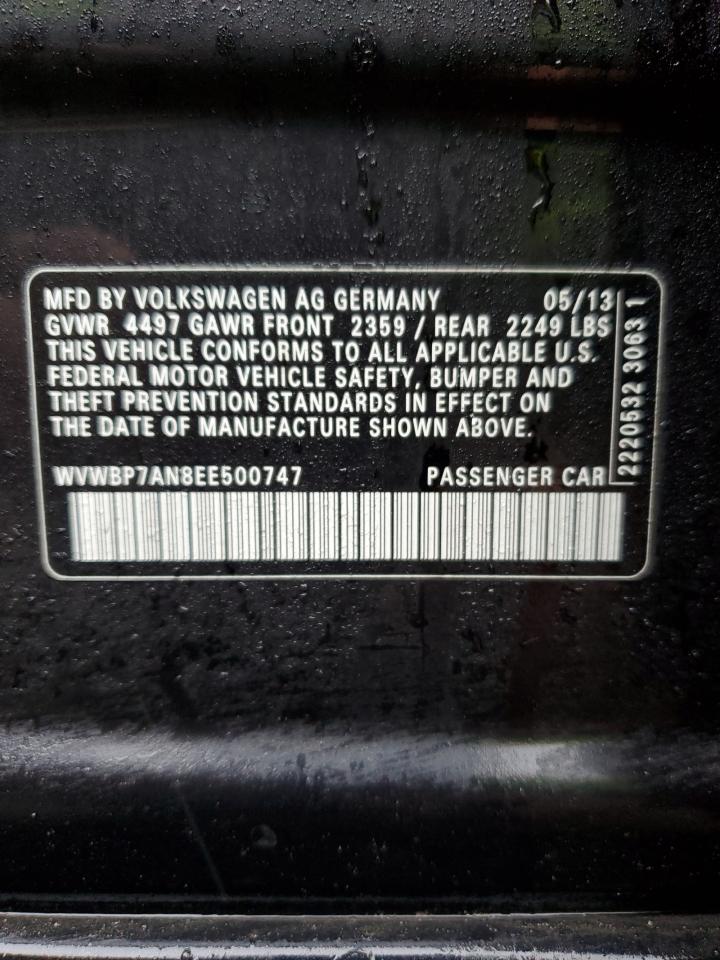 MFD BY VOLKSWAGEN AG GERMANY 05/13
GVWR 4497 GAWR FRONT 2359 / REAR 2249 LBS
THIS VEHICLE CONFORMS TO ALL APPLICABLE U.S.
FEDERAL MOTOR VEHICLE SAFETY, BUMPER AND
THEFT PREVENTION STANDARDS IN EFFECT ON
THE DATE OF MANUFACTURE SHOWN ABOVE.
WVWBP7AN8EE500747 PASSENGER CAR
2220532 3063 1